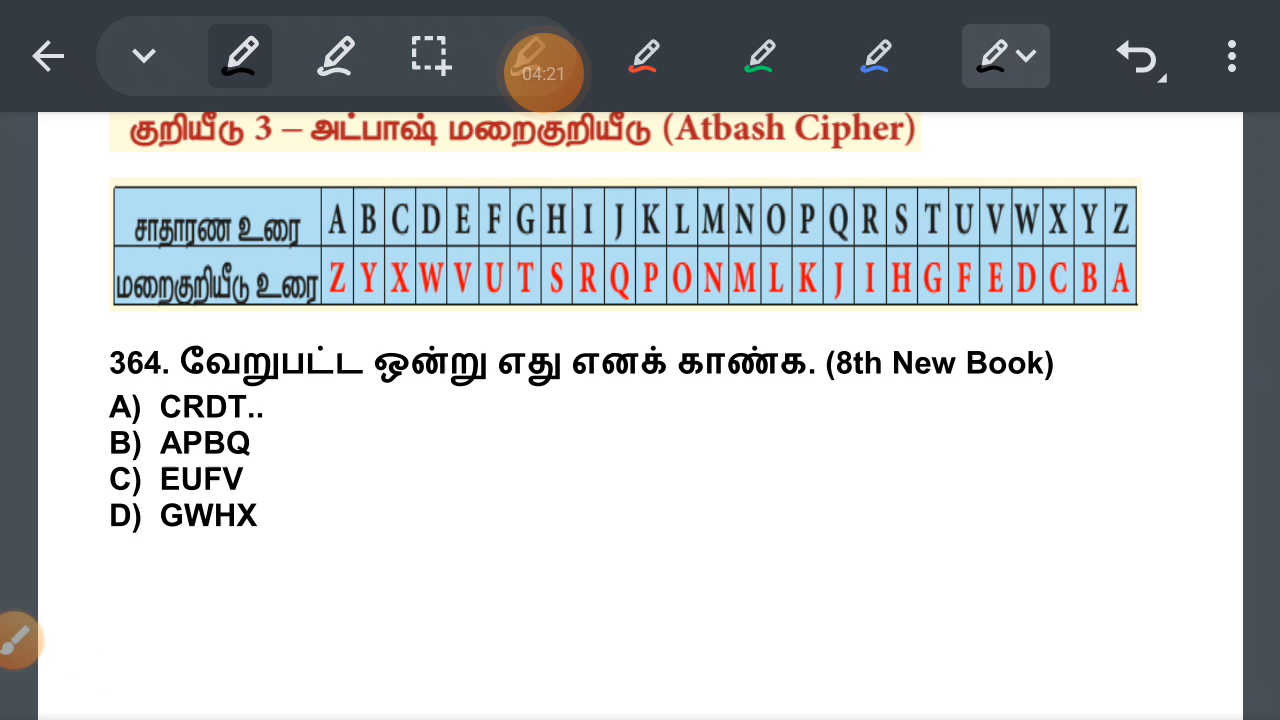 04:21
குறியீடு 3 – அட்பாஷ் மறைகுறியீடு (Atbash Cipher)
சாதாரண உரை A B C D E F G H I J K L M N O P Q R S T U V W X Y Z
மறைகுறியீடு உரை Z Y X W V U T S R Q P O N M L K J I H G F E D C B A
364. வேறுபட்ட ஒன்று எது எனக் காண்க. (8th New Book)
A) CRDT..
B) APBQ
C) EUFV
D) GWHX